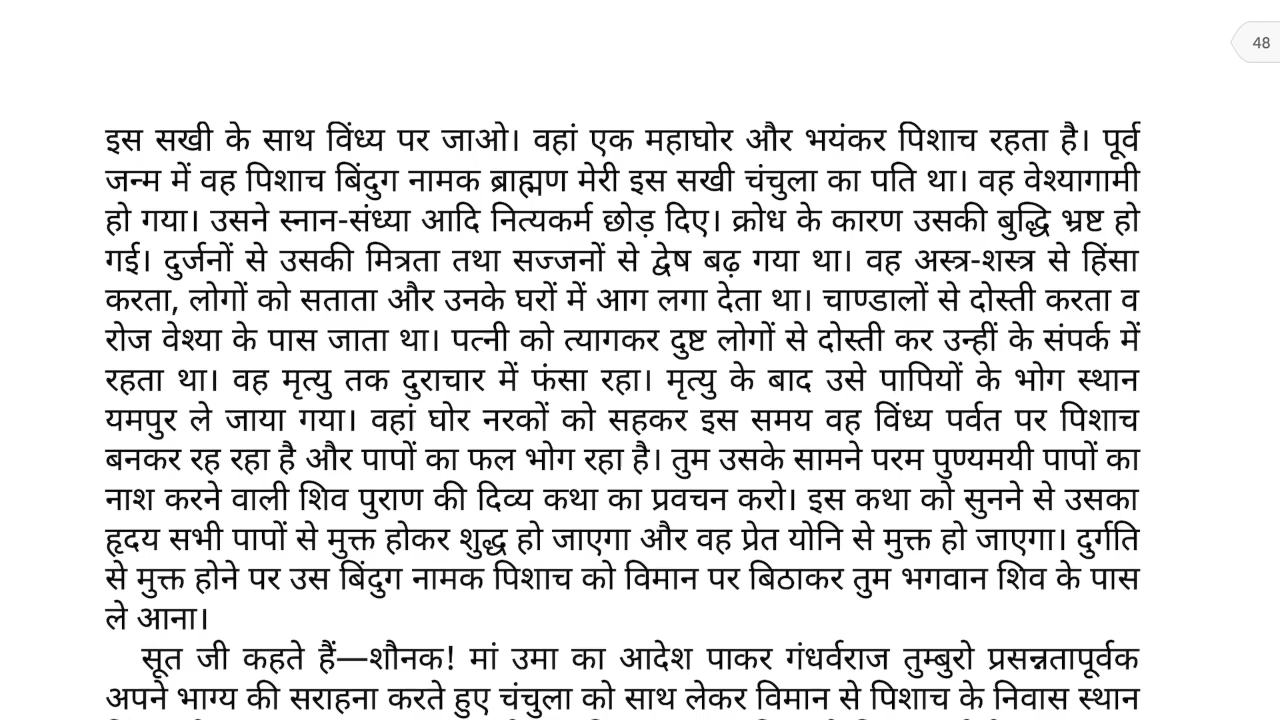 48
इस सखी के साथ विंध्य पर जाओ। वहां एक महाघोर और भयंकर पिशाच रहता है। पूर्व
जन्म में वह पिशाच बिंदुग नामक ब्राह्मण मेरी इस सखी चंचुला का पति था। वह वेश्यागामी
हो गया। उसने स्नान-संध्या आदि नित्यकर्म छोड़ दिए। क्रोध के कारण उसकी बुद्धि भ्रष्ट हो
गई। दुर्जनों से उसकी मित्रता तथा सज्जनों से द्वेष बढ़ गया था। वह अस्त्र-शस्त्र से हिंसा
करता, लोगों को सताता और उनके घरों में आग लगा देता था। चाण्डालों से दोस्ती करता व
रोज वेश्या के पास जाता था। पत्नी को त्यागकर दुष्ट लोगों से दोस्ती कर उन्हीं के संपर्क में
रहता था। वह मृत्यु तक दुराचार में फंसा रहा। मृत्यु के बाद उसे पापियों के भोग स्थान
यमपुर ले जाया गया। वहां घोर नरकों को सहकर इस समय वह विंध्य पर्वत पर पिशाच
बनकर रह रहा है और पापों का फल भोग रहा है। तुम उसके सामने परम पुण्यमयी पापों का
नाश करने वाली शिव पुराण की दिव्य कथा का प्रवचन करो। इस कथा को सुनने से उसका
हृदय सभी पापों से मुक्त होकर शुद्ध हो जाएगा और वह प्रेत योनि से मुक्त हो जाएगा। दुर्गति
से मुक्त होने पर उस बिंदुग नामक पिशाच को विमान पर बिठाकर तुम भगवान शिव के पास
ले आना।
सूत जी कहते हैं—शौनक! मां उमा का आदेश पाकर गंधर्वराज तुम्बुरो प्रसन्नतापूर्वक
अपने भाग्य की सराहना करते हुए चंचुला को साथ लेकर विमान से पिशाच के निवास स्थान